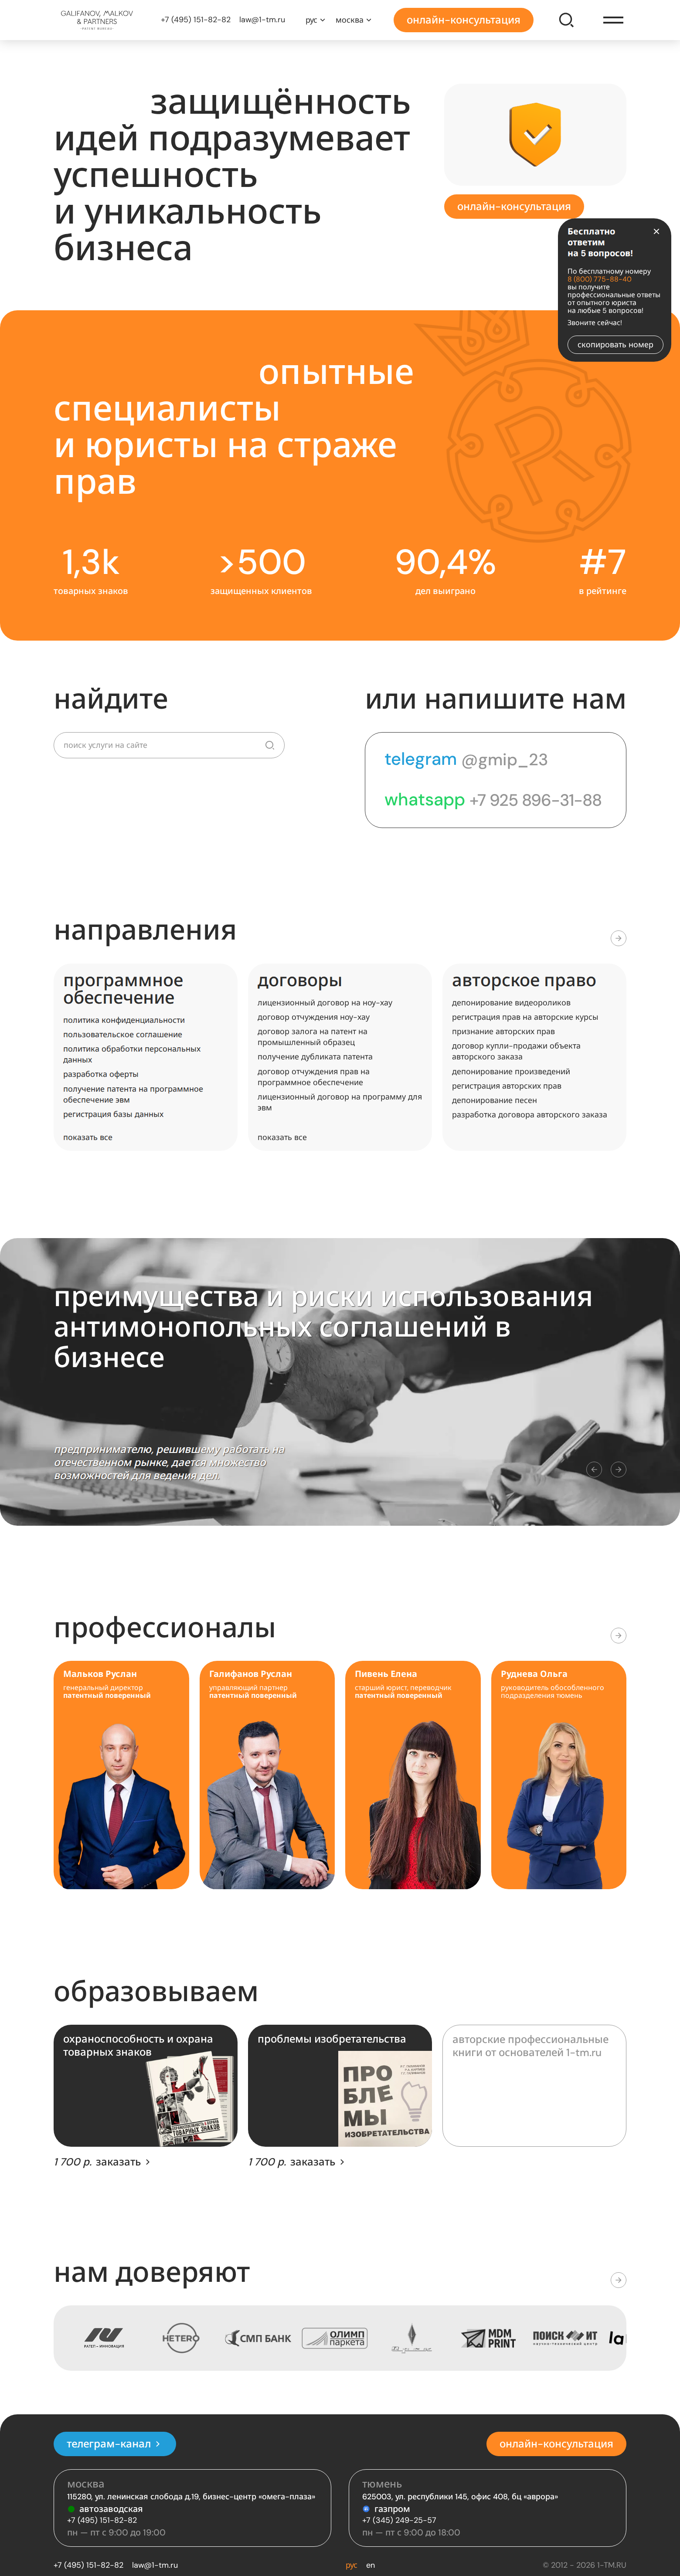 GALIFANOV, MALKOV
& PARTNERS
+7 (495) 151-82-82 law@1-tm.ru рус москва онлайн-консультация
защищённость
идей подразумевает
успешность
и уникальность
бизнеса
онлайн-консультация
Бесплатно
ответим
на 5 вопросов!
По бесплатному номеру
8 (800) 775-88-40
вы получите
профессиональные ответы
от опытного юриста
на любые 5 вопросов!
Звоните сейчас!
скопировать номер
опытные
специалисты
и юристы на страже
прав
R
1,3k >500 90,4% #7
товарных знаков защищенных клиентов дел выиграно в рейтинге
найдите
поиск услуги на сайте
или напишите нам
telegram @gmip_23
whatsapp +7 925 896-31-88
направления
программное
обеспечение
политика конфиденциальности
пользовательское соглашение
политика обработки персональных
данных
разработка оферты
получение патента на программное
обеспечение эвм
регистрация базы данных
показать все
договоры
лицензионный договор на ноу-хау
договор отчуждения ноу-хау
договор залога на патент на
промышленный образец
получение дубликата патента
договор отчуждения прав на
программное обеспечение
лицензионный договор на программу для
эвм
показать все
авторское право
депонирование видеороликов
регистрация прав на авторские курсы
признание авторских прав
договор купли-продажи объекта
авторского заказа
депонирование произведений
регистрация авторских прав
депонирование песен
разработка договора авторского заказа
преимущества и риски использования
антимонопольных соглашений в
бизнесе
предпринимателю, решившему работать на
отечественном рынке, дается множество
возможностей для ведения дел.
профессионалы
Мальков Руслан
генеральный директор
патентный поверенный
Галифанов Руслан
управляющий партнер
патентный поверенный
Пивень Елена
старший юрист, переводчик
патентный поверенный
Руднева Ольга
руководитель обособленного
подразделения тюмень
образовываем
охраноспособность и охрана
товарных знаков
ТОВАРНЫХ ЗНАКОВ
1 700 р. заказать
проблемы изобретательства
ПРО
БЛЕ
МЫ
ИЗОБРЕТАТЕЛЬСТВА
1 700 р. заказать
авторские профессиональные
книги от основателей 1-tm.ru
нам доверяют
РАТЕП - ИННОВАЦИЯ
HETERO
СМП БАНК
ОЛИМП
паркета
MDM
PRINT
ПОИСК ИТ
научно-технический центр
la
телеграм-канал
онлайн-консультация
москва
115280, ул. ленинская слобода д.19, бизнес-центр «омега-плаза»
автозаводская
+7 (495) 151-82-82
пн — пт с 9:00 до 19:00
тюмень
625003, ул. республики 145, офис 408, бц «аврора»
газпром
+7 (345) 249-25-57
пн — пт с 9:00 до 18:00
+7 (495) 151-82-82 law@1-tm.ru рус en © 2012 – 2026 1-TM.RU